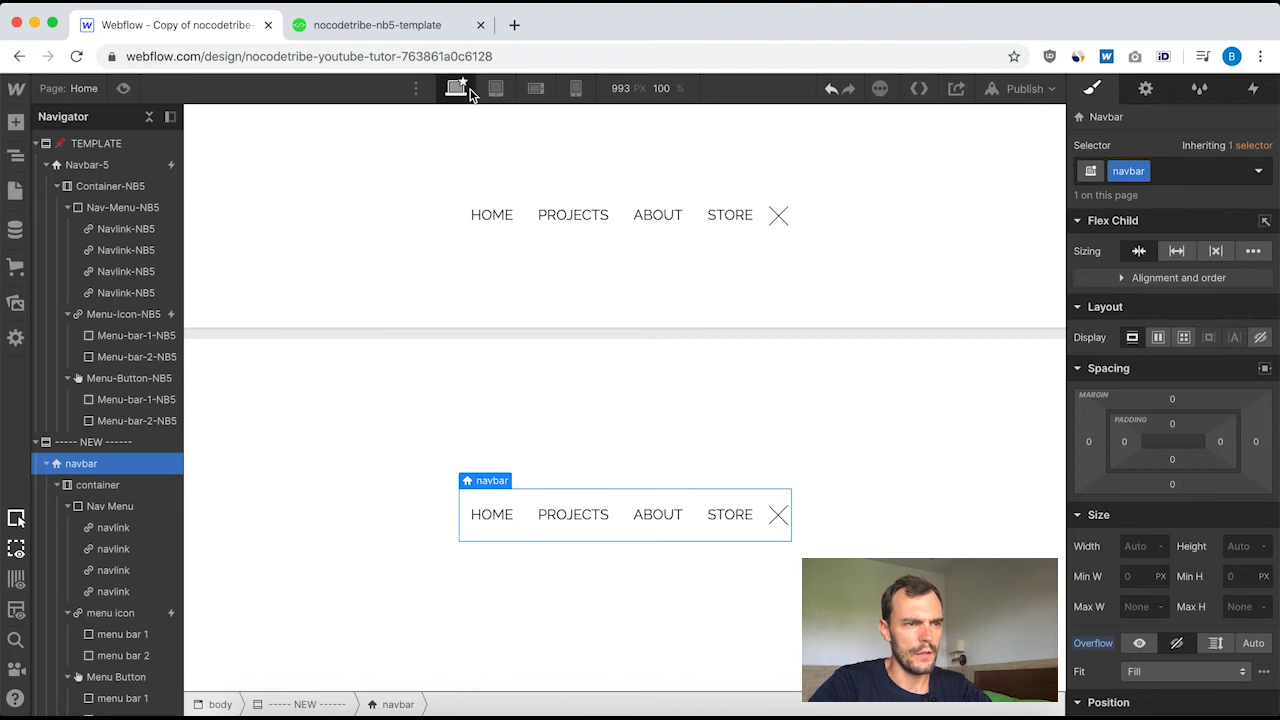 Webflow - Copy of nocodetribe-
nocodetribe-nb5-template
webflow.com/design/nocodetribe-youtube-tutor-763861a0c6128
B
Page: Home
993 PX 100 %
Publish
Navigator
TEMPLATE
Navbar-5
Container-NB5
Nav-Menu-NB5
Navlink-NB5
Navlink-NB5
Navlink-NB5
Navlink-NB5
Menu-Icon-NB5
Menu-bar-1-NB5
Menu-bar-2-NB5
Menu-Button-NB5
Menu-bar-1-NB5
Menu-bar-2-NB5
----- NEW ------
navbar
container
Nav Menu
navlink
navlink
navlink
navlink
menu icon
menu bar 1
menu bar 2
Menu Button
menu bar 1
HOME PROJECTS ABOUT STORE
navbar
HOME PROJECTS ABOUT STORE
body ----- NEW ------ navbar
Navbar
Selector Inheriting 1 selector
navbar
1 on this page
Flex Child
Sizing
Alignment and order
Layout
Display
Spacing
MARGIN
0
PADDING
0
0 0 0 0
0
0
Size
Width Auto - Height Auto -
Min W 0 PX Min H 0 PX
Max W None - Max H None -
Overflow Auto
Fit Fill
Position